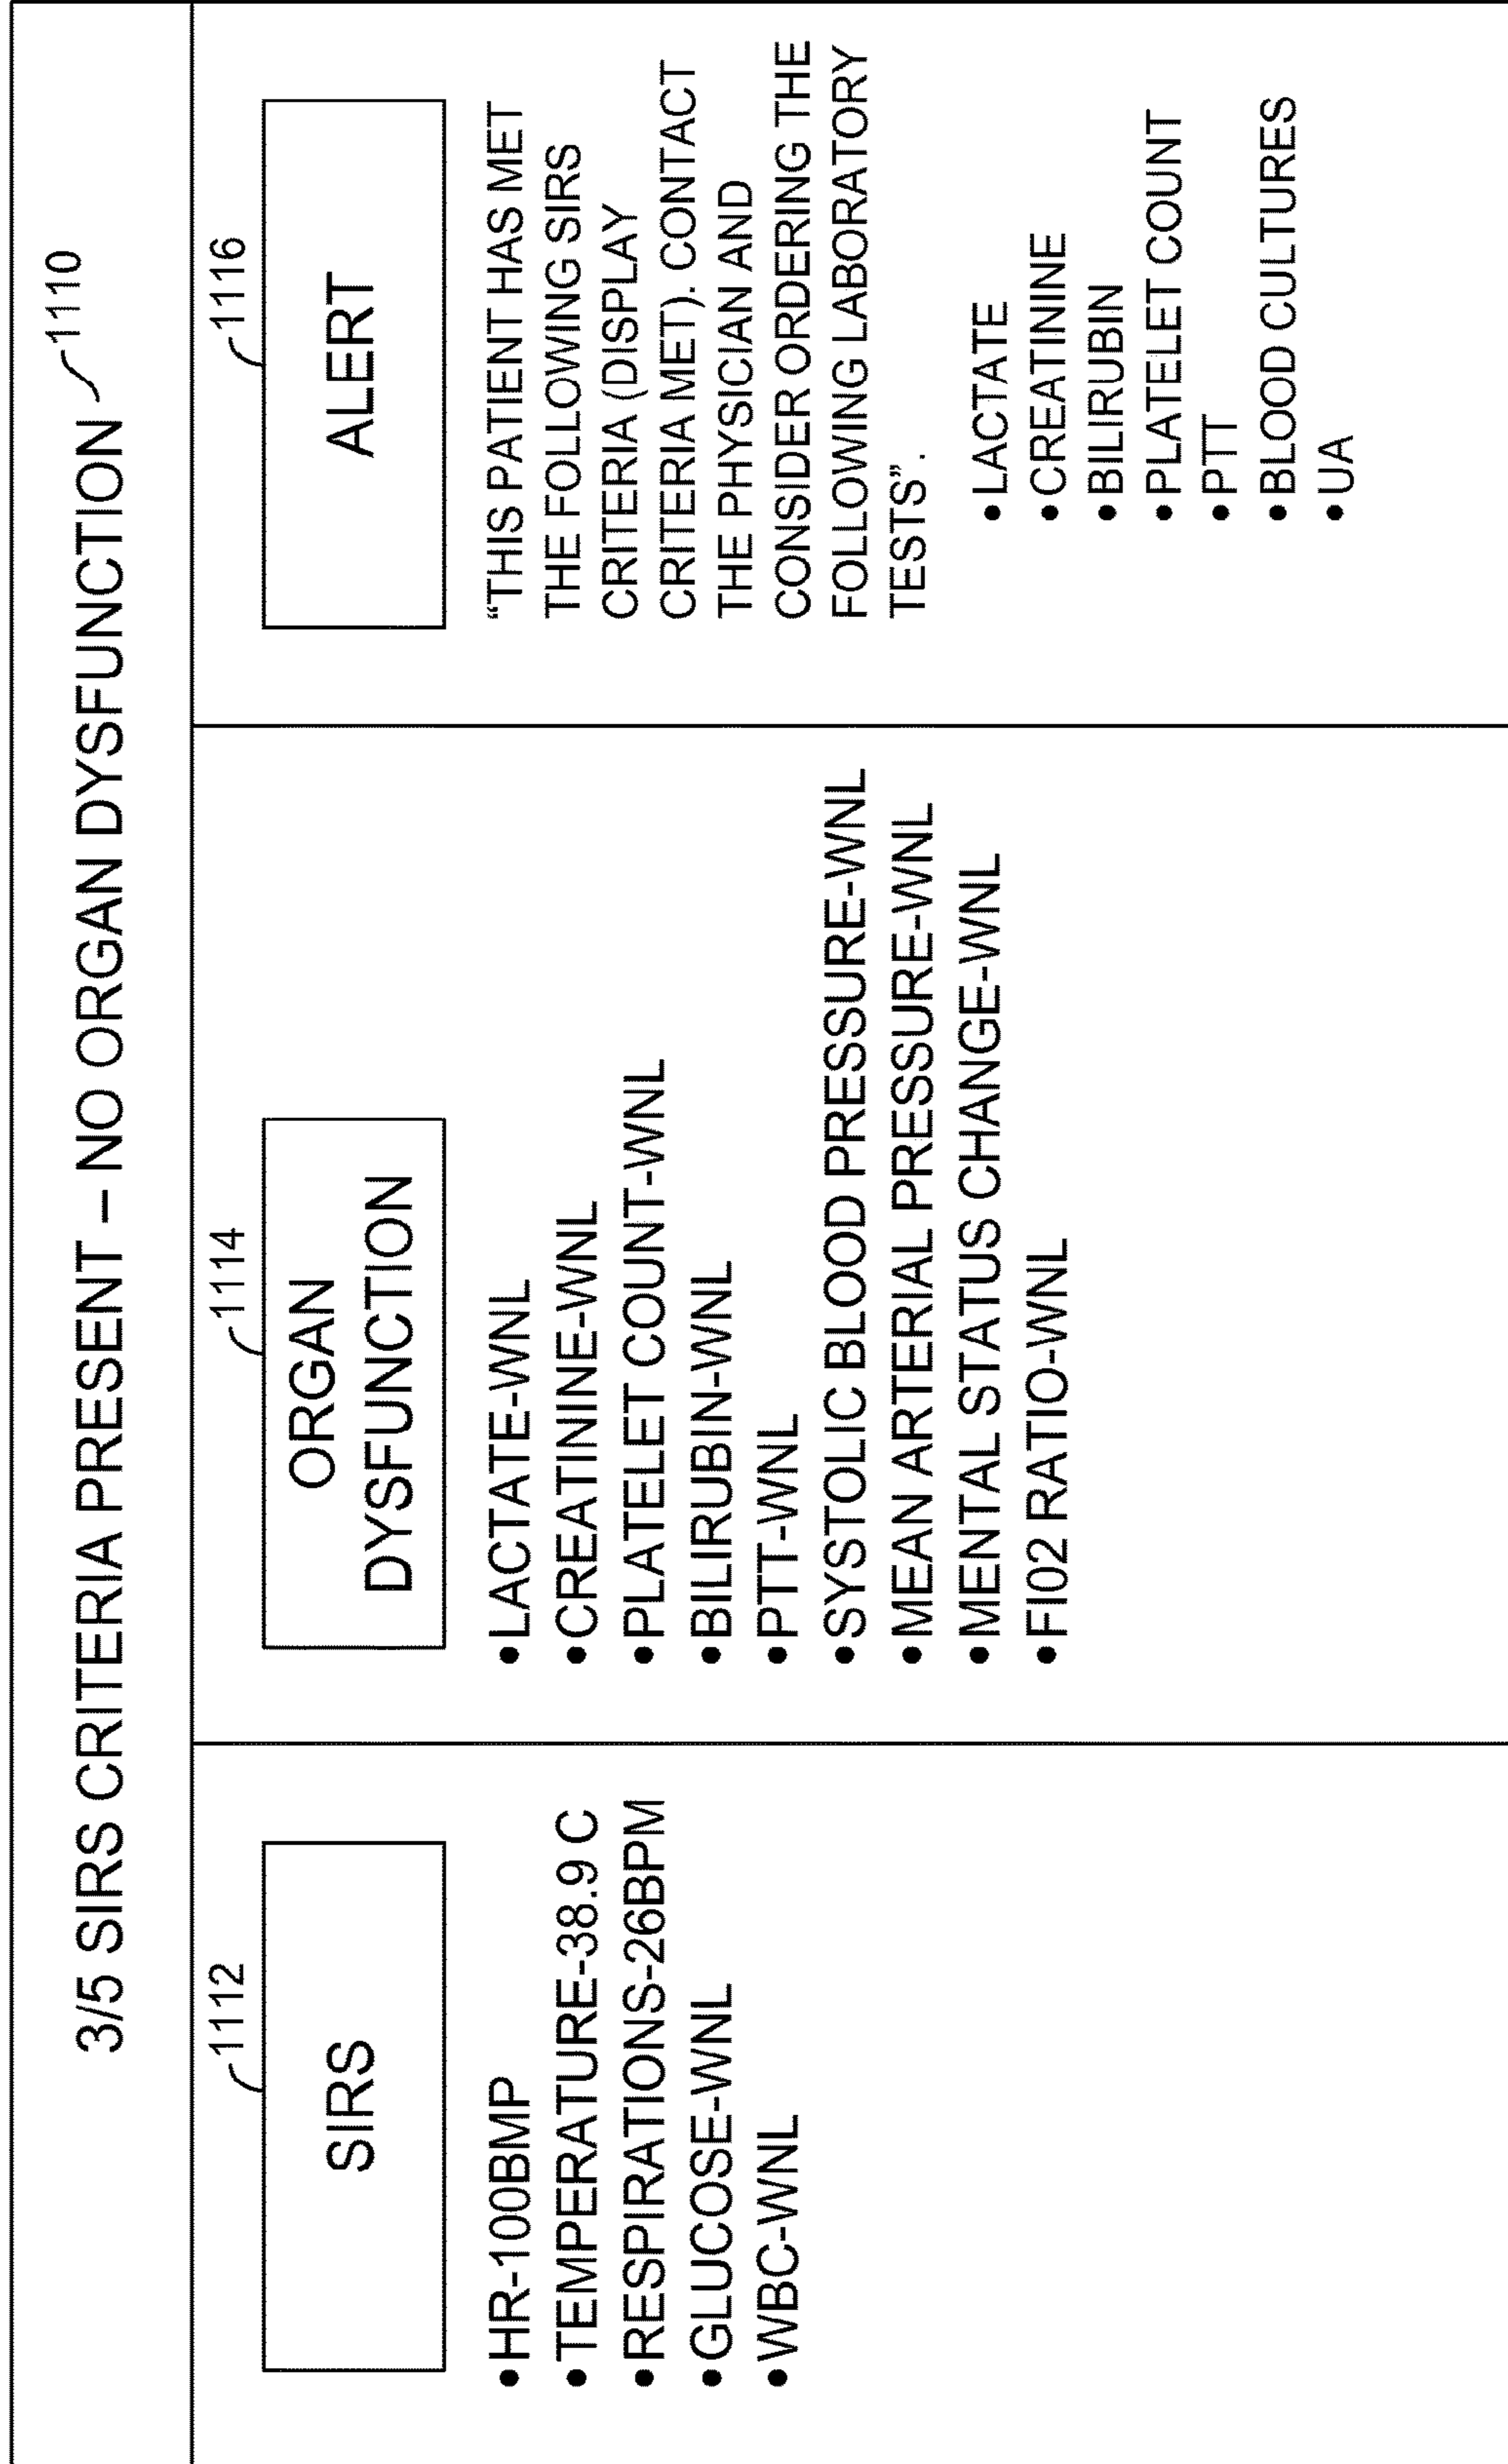 3/5 SIRS CRITERIA PRESENT – NO ORGAN DYSFUNCTION 1110
1112
SIRS
•HR-100BMP
•TEMPERATURE-38.9 C
•RESPIRATIONS-26BPM
•GLUCOSE-WNL
•WBC-WNL
1114
ORGAN
DYSFUNCTION
•LACTATE-WNL
•CREATININE-WNL
•PLATELET COUNT-WNL
•BILIRUBIN-WNL
•PTT-WNL
•SYSTOLIC BLOOD PRESSURE-WNL
•MEAN ARTERIAL PRESSURE-WNL
•MENTAL STATUS CHANGE-WNL
•FI02 RATIO-WNL
1116
ALERT
“THIS PATIENT HAS MET
THE FOLLOWING SIRS
CRITERIA (DISPLAY
CRITERIA MET). CONTACT
THE PHYSICIAN AND
CONSIDER ORDERING THE
FOLLOWING LABORATORY
TESTS”.
•LACTATE
•CREATININE
•BILIRUBIN
•PLATELET COUNT
•PTT
•BLOOD CULTURES
•UA